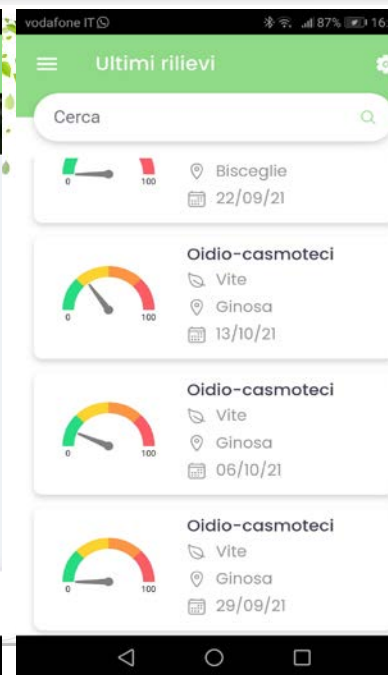 vodafone IT 87% 16:
Ultimi rilievi
Cerca
0 100
Bisceglie
22/09/21
Oidio-casmoteci
Vite
0 100
Ginosa
13/10/21
Oidio-casmoteci
Vite
0 100
Ginosa
06/10/21
Oidio-casmoteci
Vite
0 100
Ginosa
29/09/21